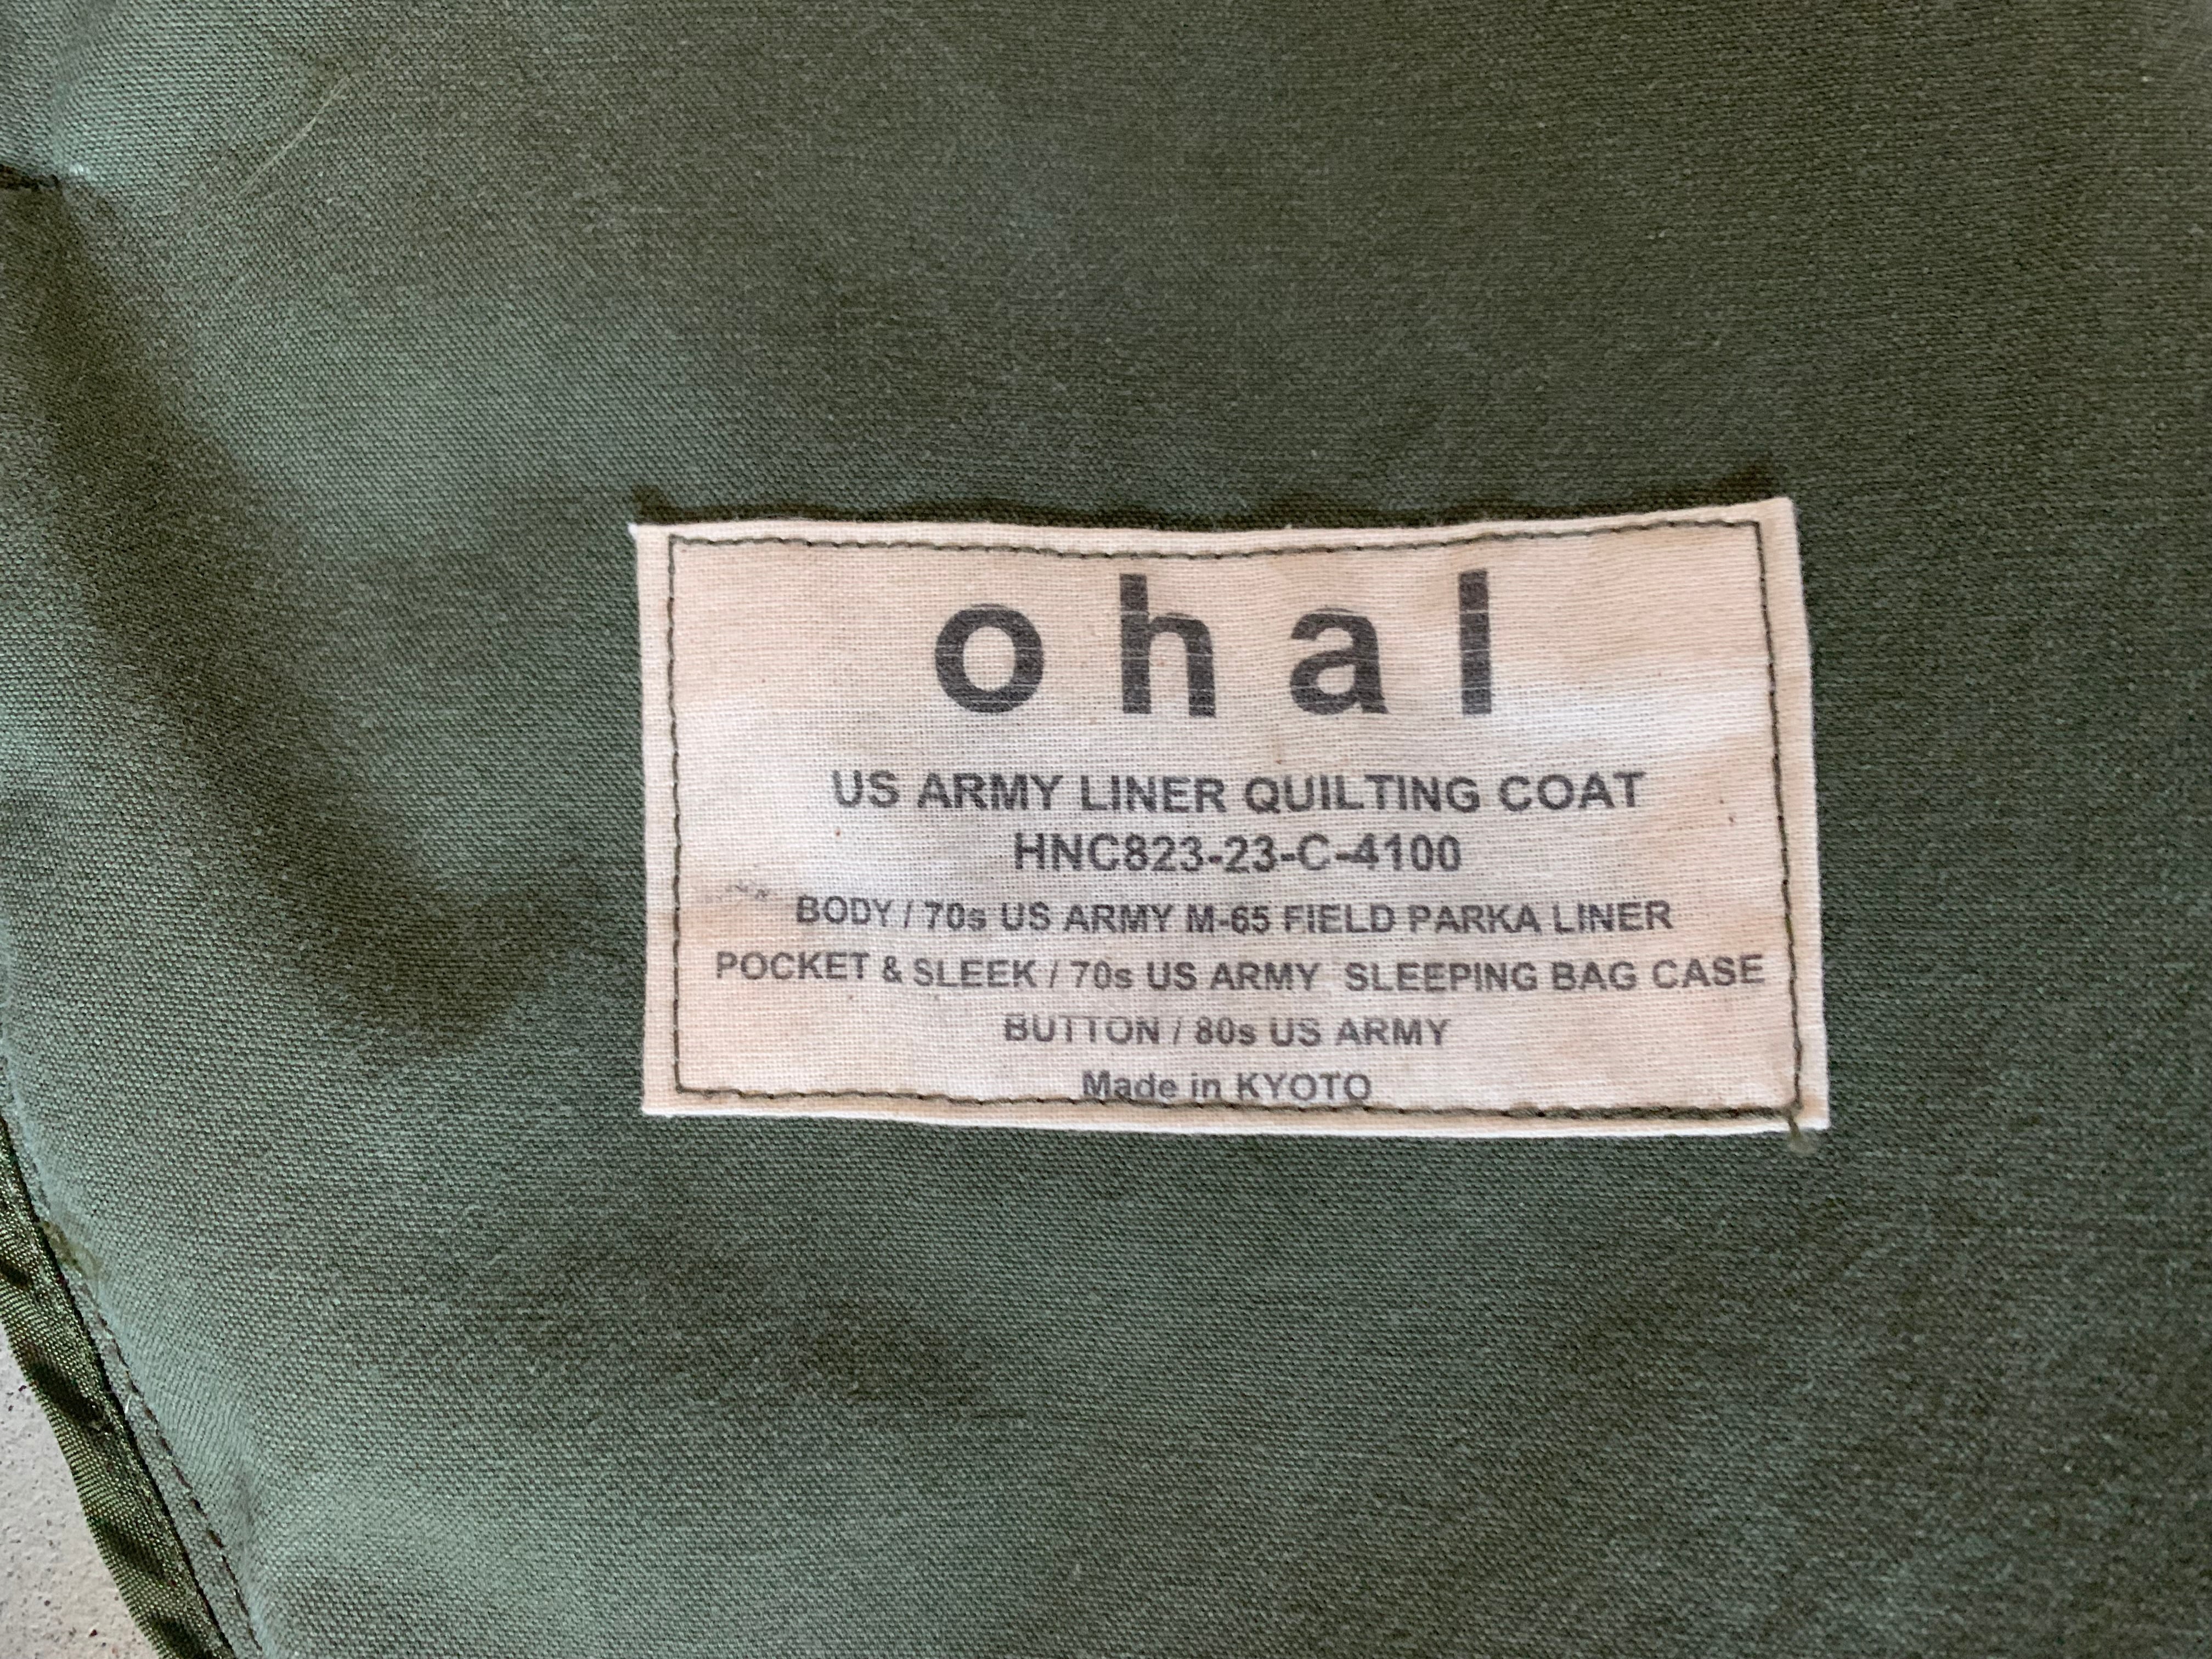 ohal
US ARMY LINER QUILTING COAT
HNC823-23-C-4100
BODY / 70s US ARMY M-65 FIELD PARKA LINER
POCKET & SLEEK / 70s US ARMY SLEEPING BAG CASE
BUTTON / 80s US ARMY
Made in KYOTO